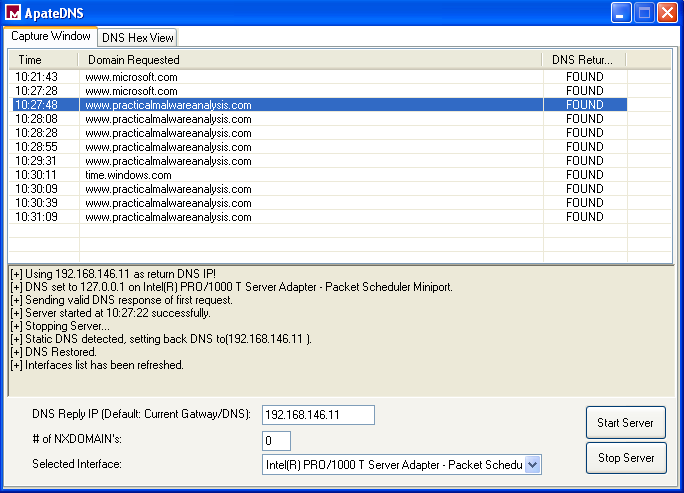 ApateDNS
Capture Window DNS Hex View
Time Domain Requested DNS Retur...
10:21:43 www.microsoft.com FOUND
10:27:28 www.microsoft.com FOUND
10:27:48 www.practicalmalwareanalysis.com FOUND
10:28:08 www.practicalmalwareanalysis.com FOUND
10:28:28 www.practicalmalwareanalysis.com FOUND
10:28:55 www.practicalmalwareanalysis.com FOUND
10:29:31 www.practicalmalwareanalysis.com FOUND
10:30:11 time.windows.com FOUND
10:30:09 www.practicalmalwareanalysis.com FOUND
10:30:39 www.practicalmalwareanalysis.com FOUND
10:31:09 www.practicalmalwareanalysis.com FOUND
[+] Using 192.168.146.11 as return DNS IP!
[+] DNS set to 127.0.0.1 on Intel(R) PRO/1000 T Server Adapter - Packet Scheduler Miniport.
[+] Sending valid DNS response of first request.
[+] Server started at 10:27:22 successfully.
[+] Stopping Server...
[+] Static DNS detected, setting back DNS to(192.168.146.11 ).
[+] DNS Restored.
[+] Interfaces list has been refreshed.
DNS Reply IP (Default: Current Gatway/DNS): 192.168.146.11 Start Server
# of NXDOMAIN's: 0
Selected Interface: Intel(R) PRO/1000 T Server Adapter - Packet Schedu Stop Server